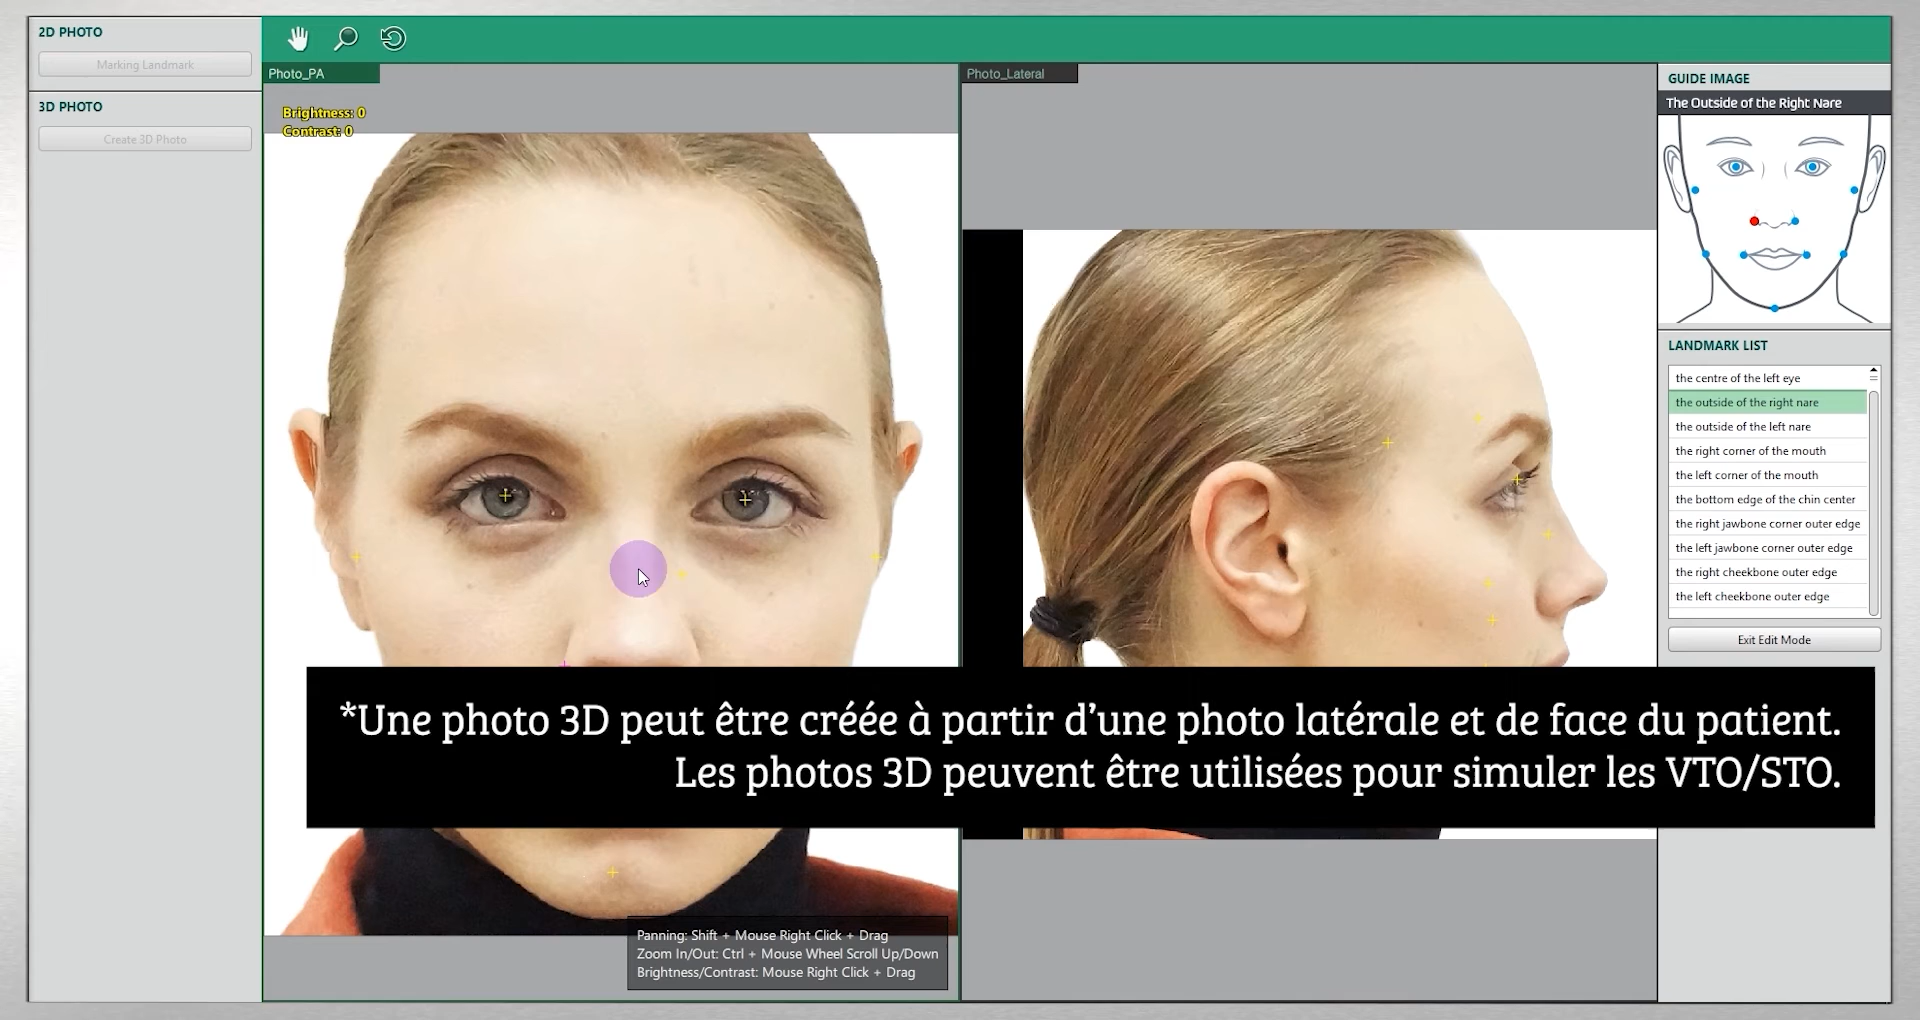 2D PHOTO
Marking Landmark
3D PHOTO
Create 3D Photo
Photo_PA
Brightness: 0
Contrast: 0
Photo_Lateral
GUIDE IMAGE
The Outside of the Right Nare
LANDMARK LIST
the centre of the left eye
the outside of the right nare
the outside of the left nare
the right corner of the mouth
the left corner of the mouth
the bottom edge of the chin center
the right jawbone corner outer edge
the left jawbone corner outer edge
the right cheekbone outer edge
the left cheekbone outer edge
Exit Edit Mode
*Une photo 3D peut être créée à partir d’une photo latérale et de face du patient.
Les photos 3D peuvent être utilisées pour simuler les VTO/STO.
Panning: Shift + Mouse Right Click + Drag
Zoom In/Out: Ctrl + Mouse Wheel Scroll Up/Down
Brightness/Contrast: Mouse Right Click + Drag